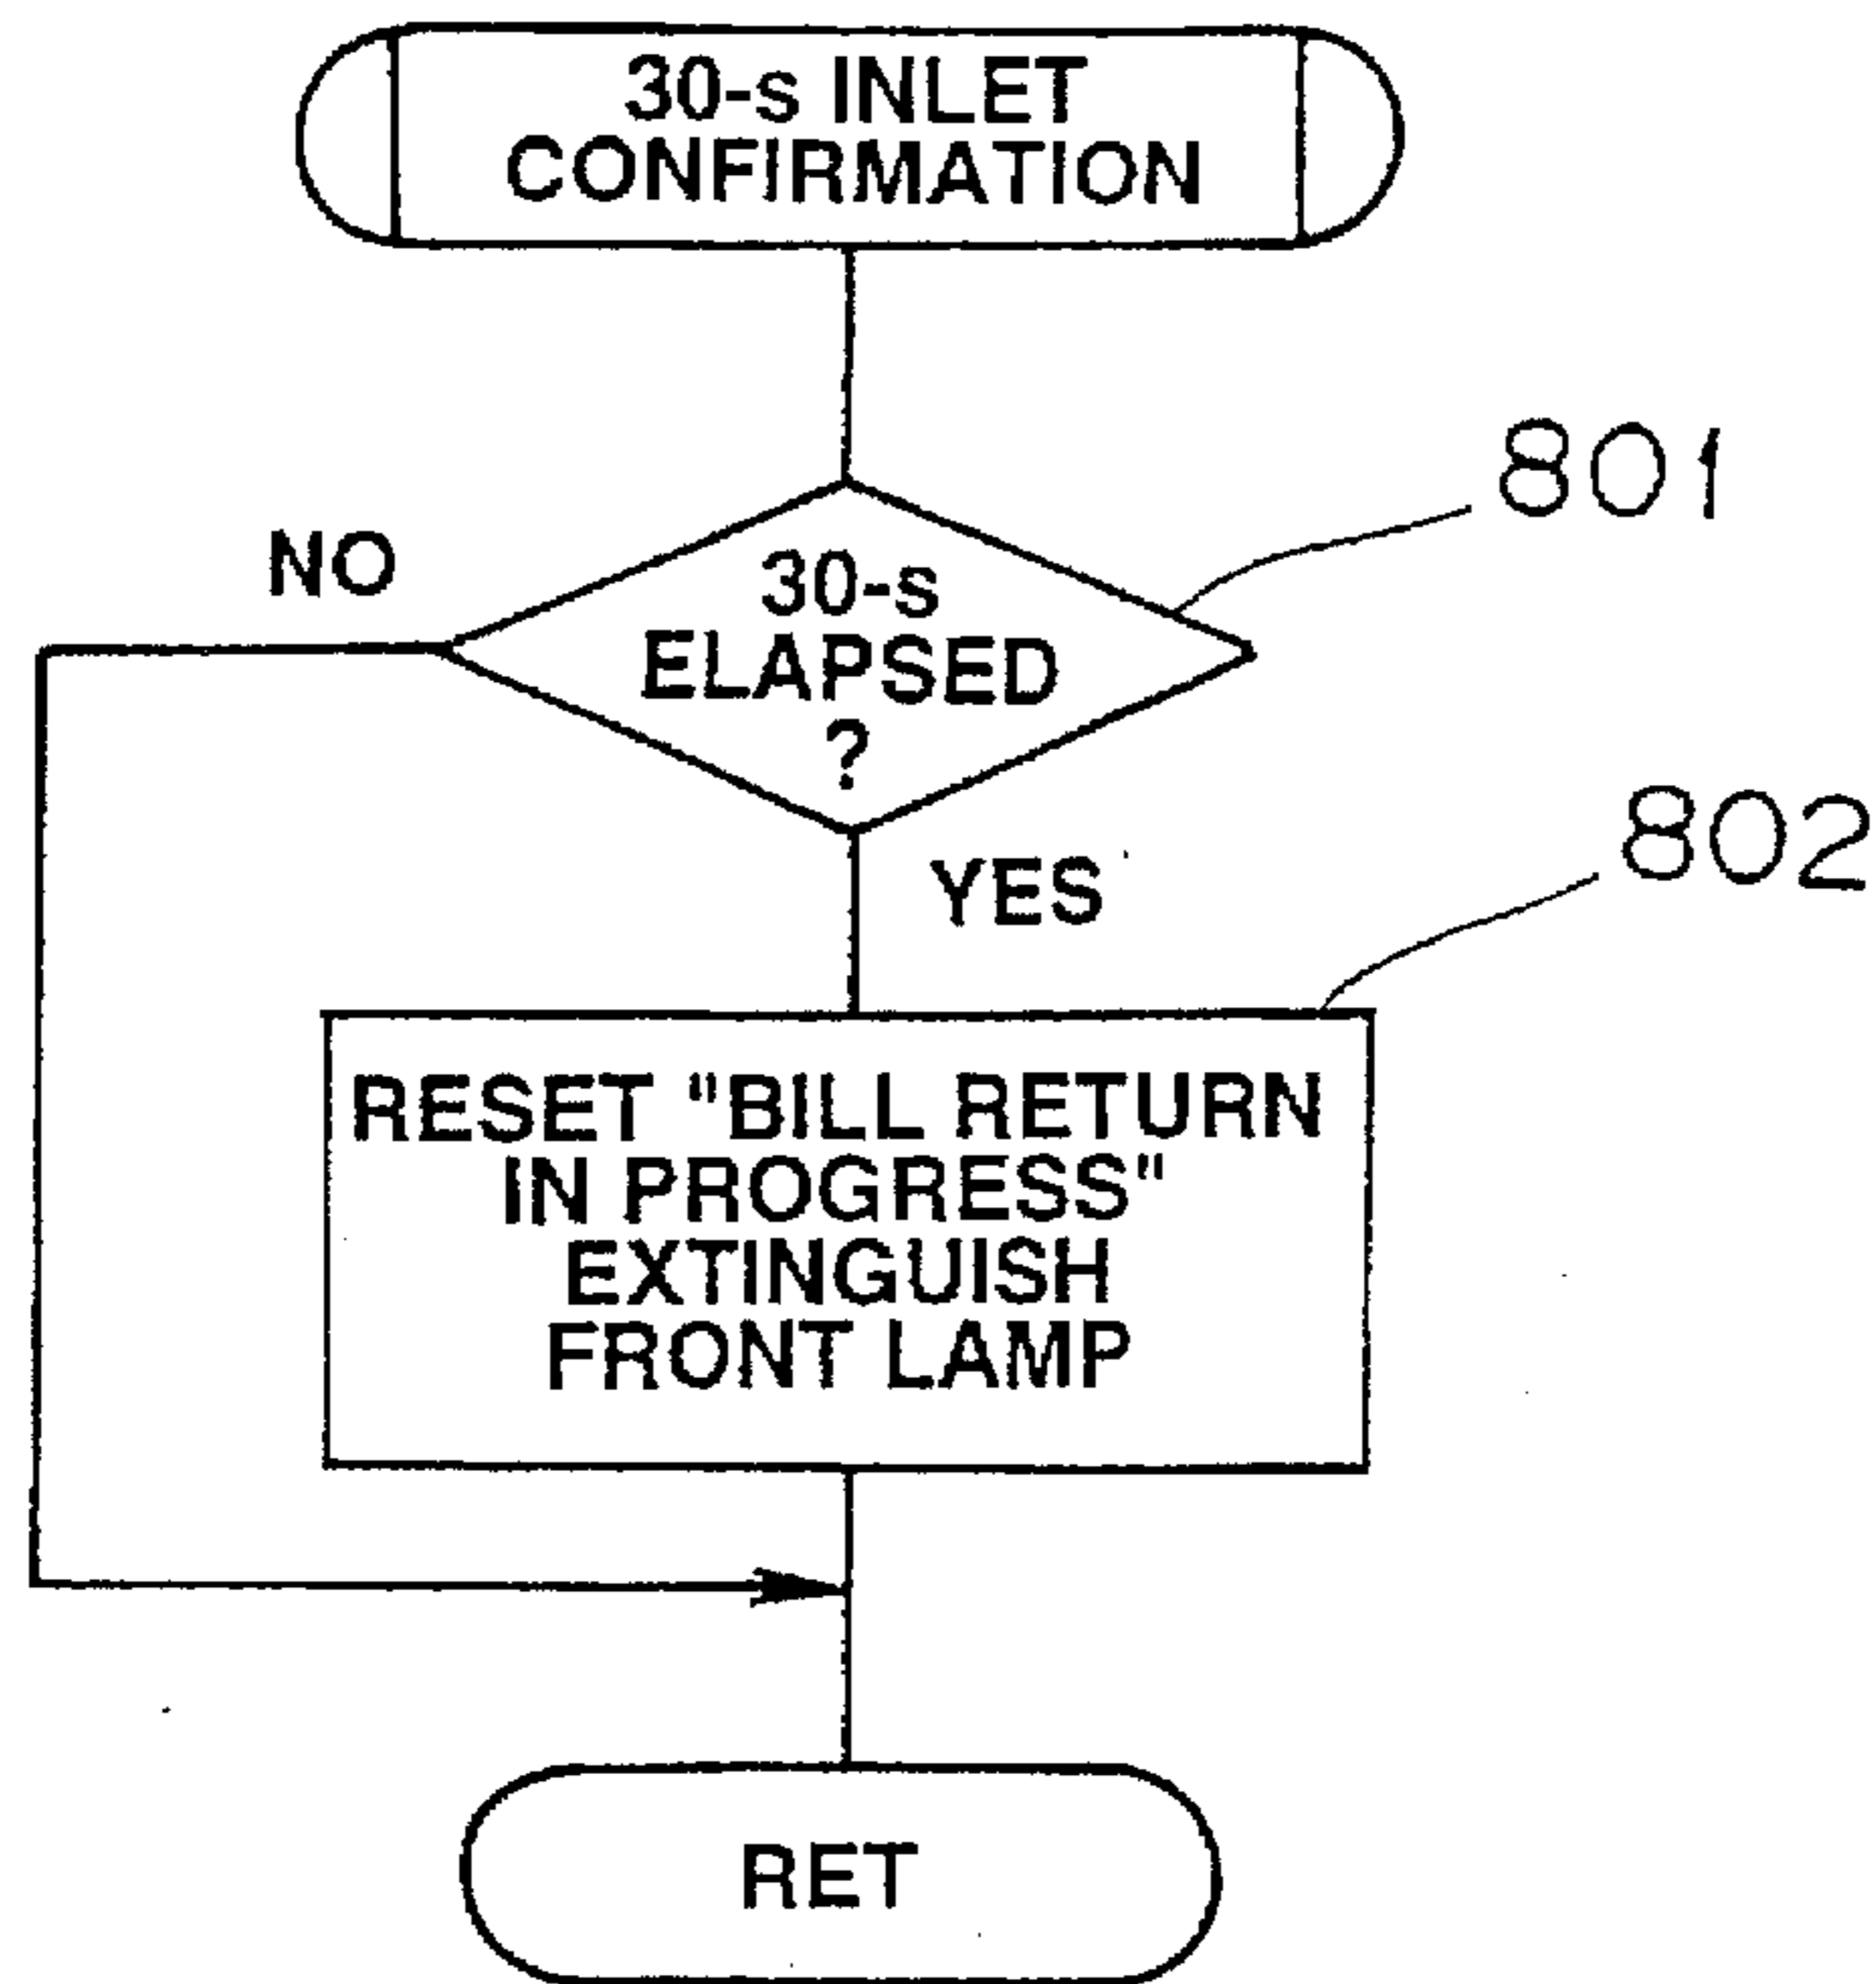 30-s INLET
CONFIRMATION
801
NO
30-s
ELAPSED
?
802
YES
RESET "BILL RETURN
IN PROGRESS"
EXTINGUISH
FRONT LAMP
RET